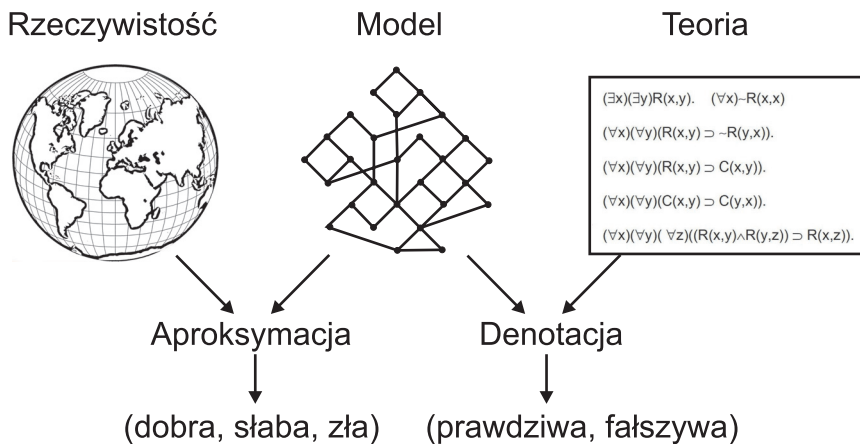 Rzeczywistość Model Teoria
(∃x)(∃y)R(x,y). (∀x)~R(x,x)
(∀x)(∀y)(R(x,y) ⊃ ~R(y,x)).
(∀x)(∀y)(R(x,y) ⊃ C(x,y)).
(∀x)(∀y)(C(x,y) ⊃ C(y,x)).
(∀x)(∀y)( ∀z)((R(x,y)∧R(y,z)) ⊃ R(x,z)).
Aproksymacja Denotacja
(dobra, słaba, zła) (prawdziwa, fałszywa)